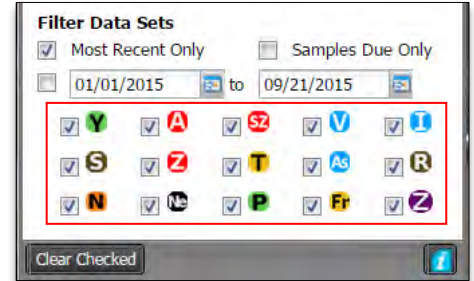 Filter Data Sets
Most Recent Only Samples Due Only
01/01/2015 to 09/21/2015
Y A SZ V I
S Z T As R
N Ne P Fr Z
Clear Checked i